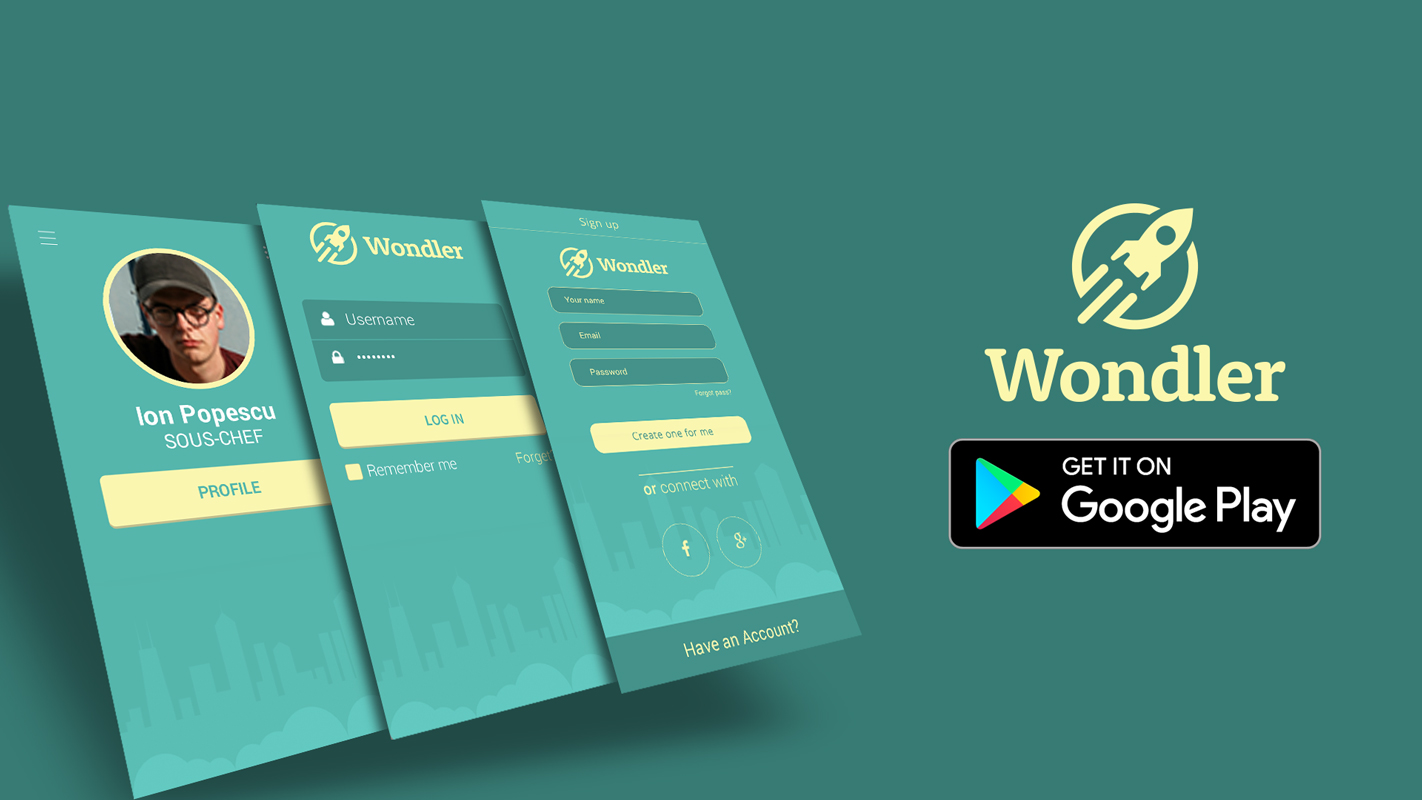 Ion Popescu
SOUS-CHEF
PROFILE
Wondler
Username
LOG IN
Remember me
Forget
Sign up
Wondler
Your name
Email
Password
Forgot pass?
Create one for me
or connect with
f
g+
Have an Account?
Wondler
GET IT ON
Google Play